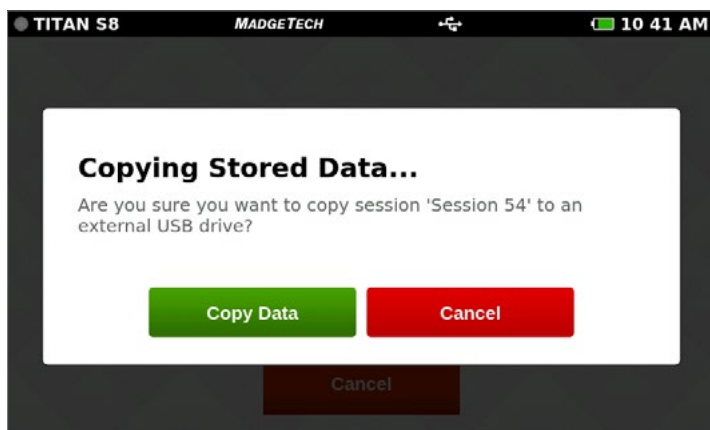 TITAN S8 MADGETECH 10 41 AM
Copying Stored Data...
Are you sure you want to copy session 'Session 54' to an
external USB drive?
Copy Data Cancel
Cancel